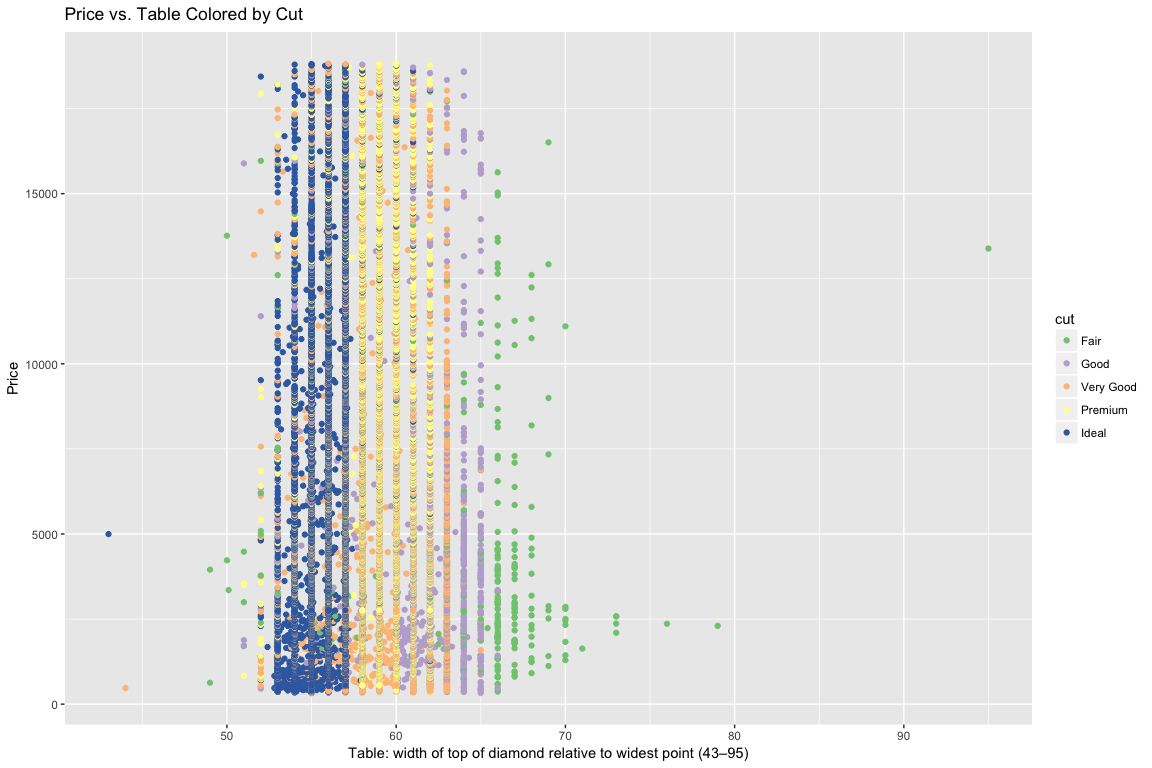 Price vs. Table Colored by Cut
15000
10000
5000
0
Price
50
60
70
80
90
Table: width of top of diamond relative to widest point (43–95)
cut
Fair
Good
Very Good
Premium
Ideal